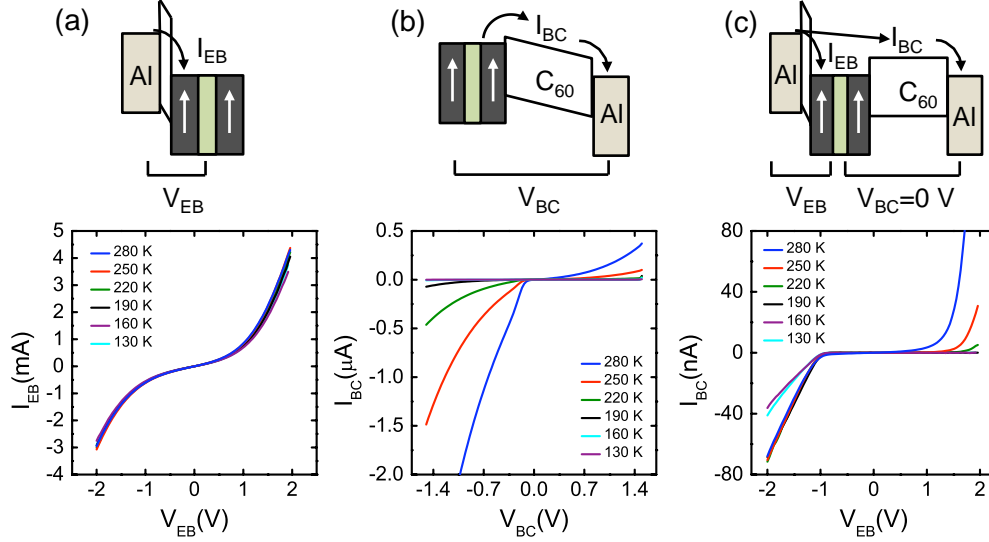 (a)
I_EB
Al
V_EB
(b)
I_BC
C_60
Al
V_BC
(c)
I_BC
I_EB
Al
C_60
Al
V_EB
V_BC=0 V
5
4
3
2
1
0
-1
-2
-3
-4
I_EB(mA)
280 K
250 K
220 K
190 K
160 K
130 K
-2
-1
0
1
2
V_EB(V)
0.5
0.0
-0.5
-1.0
-1.5
-2.0
I_BC(μA)
280 K
250 K
220 K
190 K
160 K
130 K
-1.4
-0.7
0.0
0.7
1.4
V_BC(V)
80
40
0
-40
-80
I_BC(nA)
280 K
250 K
220 K
190 K
160 K
130 K
-2
-1
0
1
2
V_EB(V)